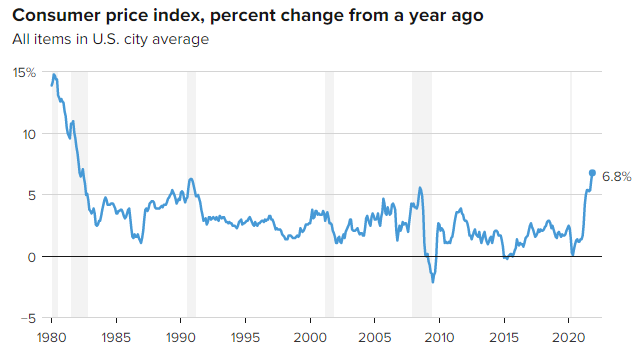 Consumer price index, percent change from a year ago
All items in U.S. city average
15%
10
5
6.8%
0
−5
1980 1985 1990 1995 2000 2005 2010 2015 2020